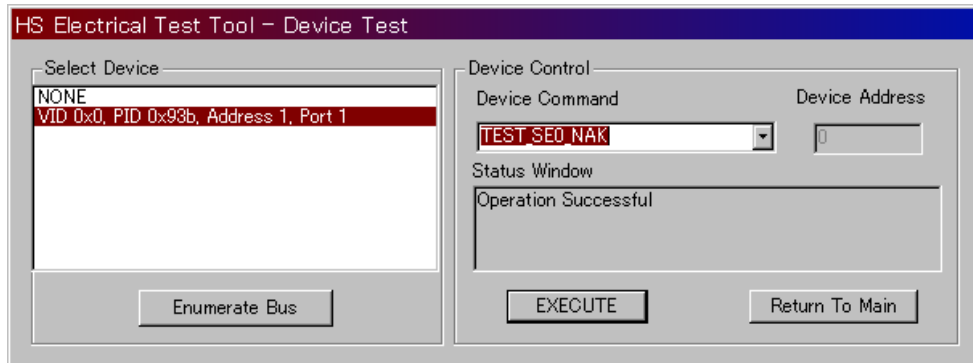 HS Electrical Test Tool - Device Test
Select Device
NONE
VID 0x0, PID 0x93b, Address 1, Port 1
Enumerate Bus
Device Control
Device Command
Device Address
TEST_SE0_NAK
0
Status Window
Operation Successful
EXECUTE
Return To Main